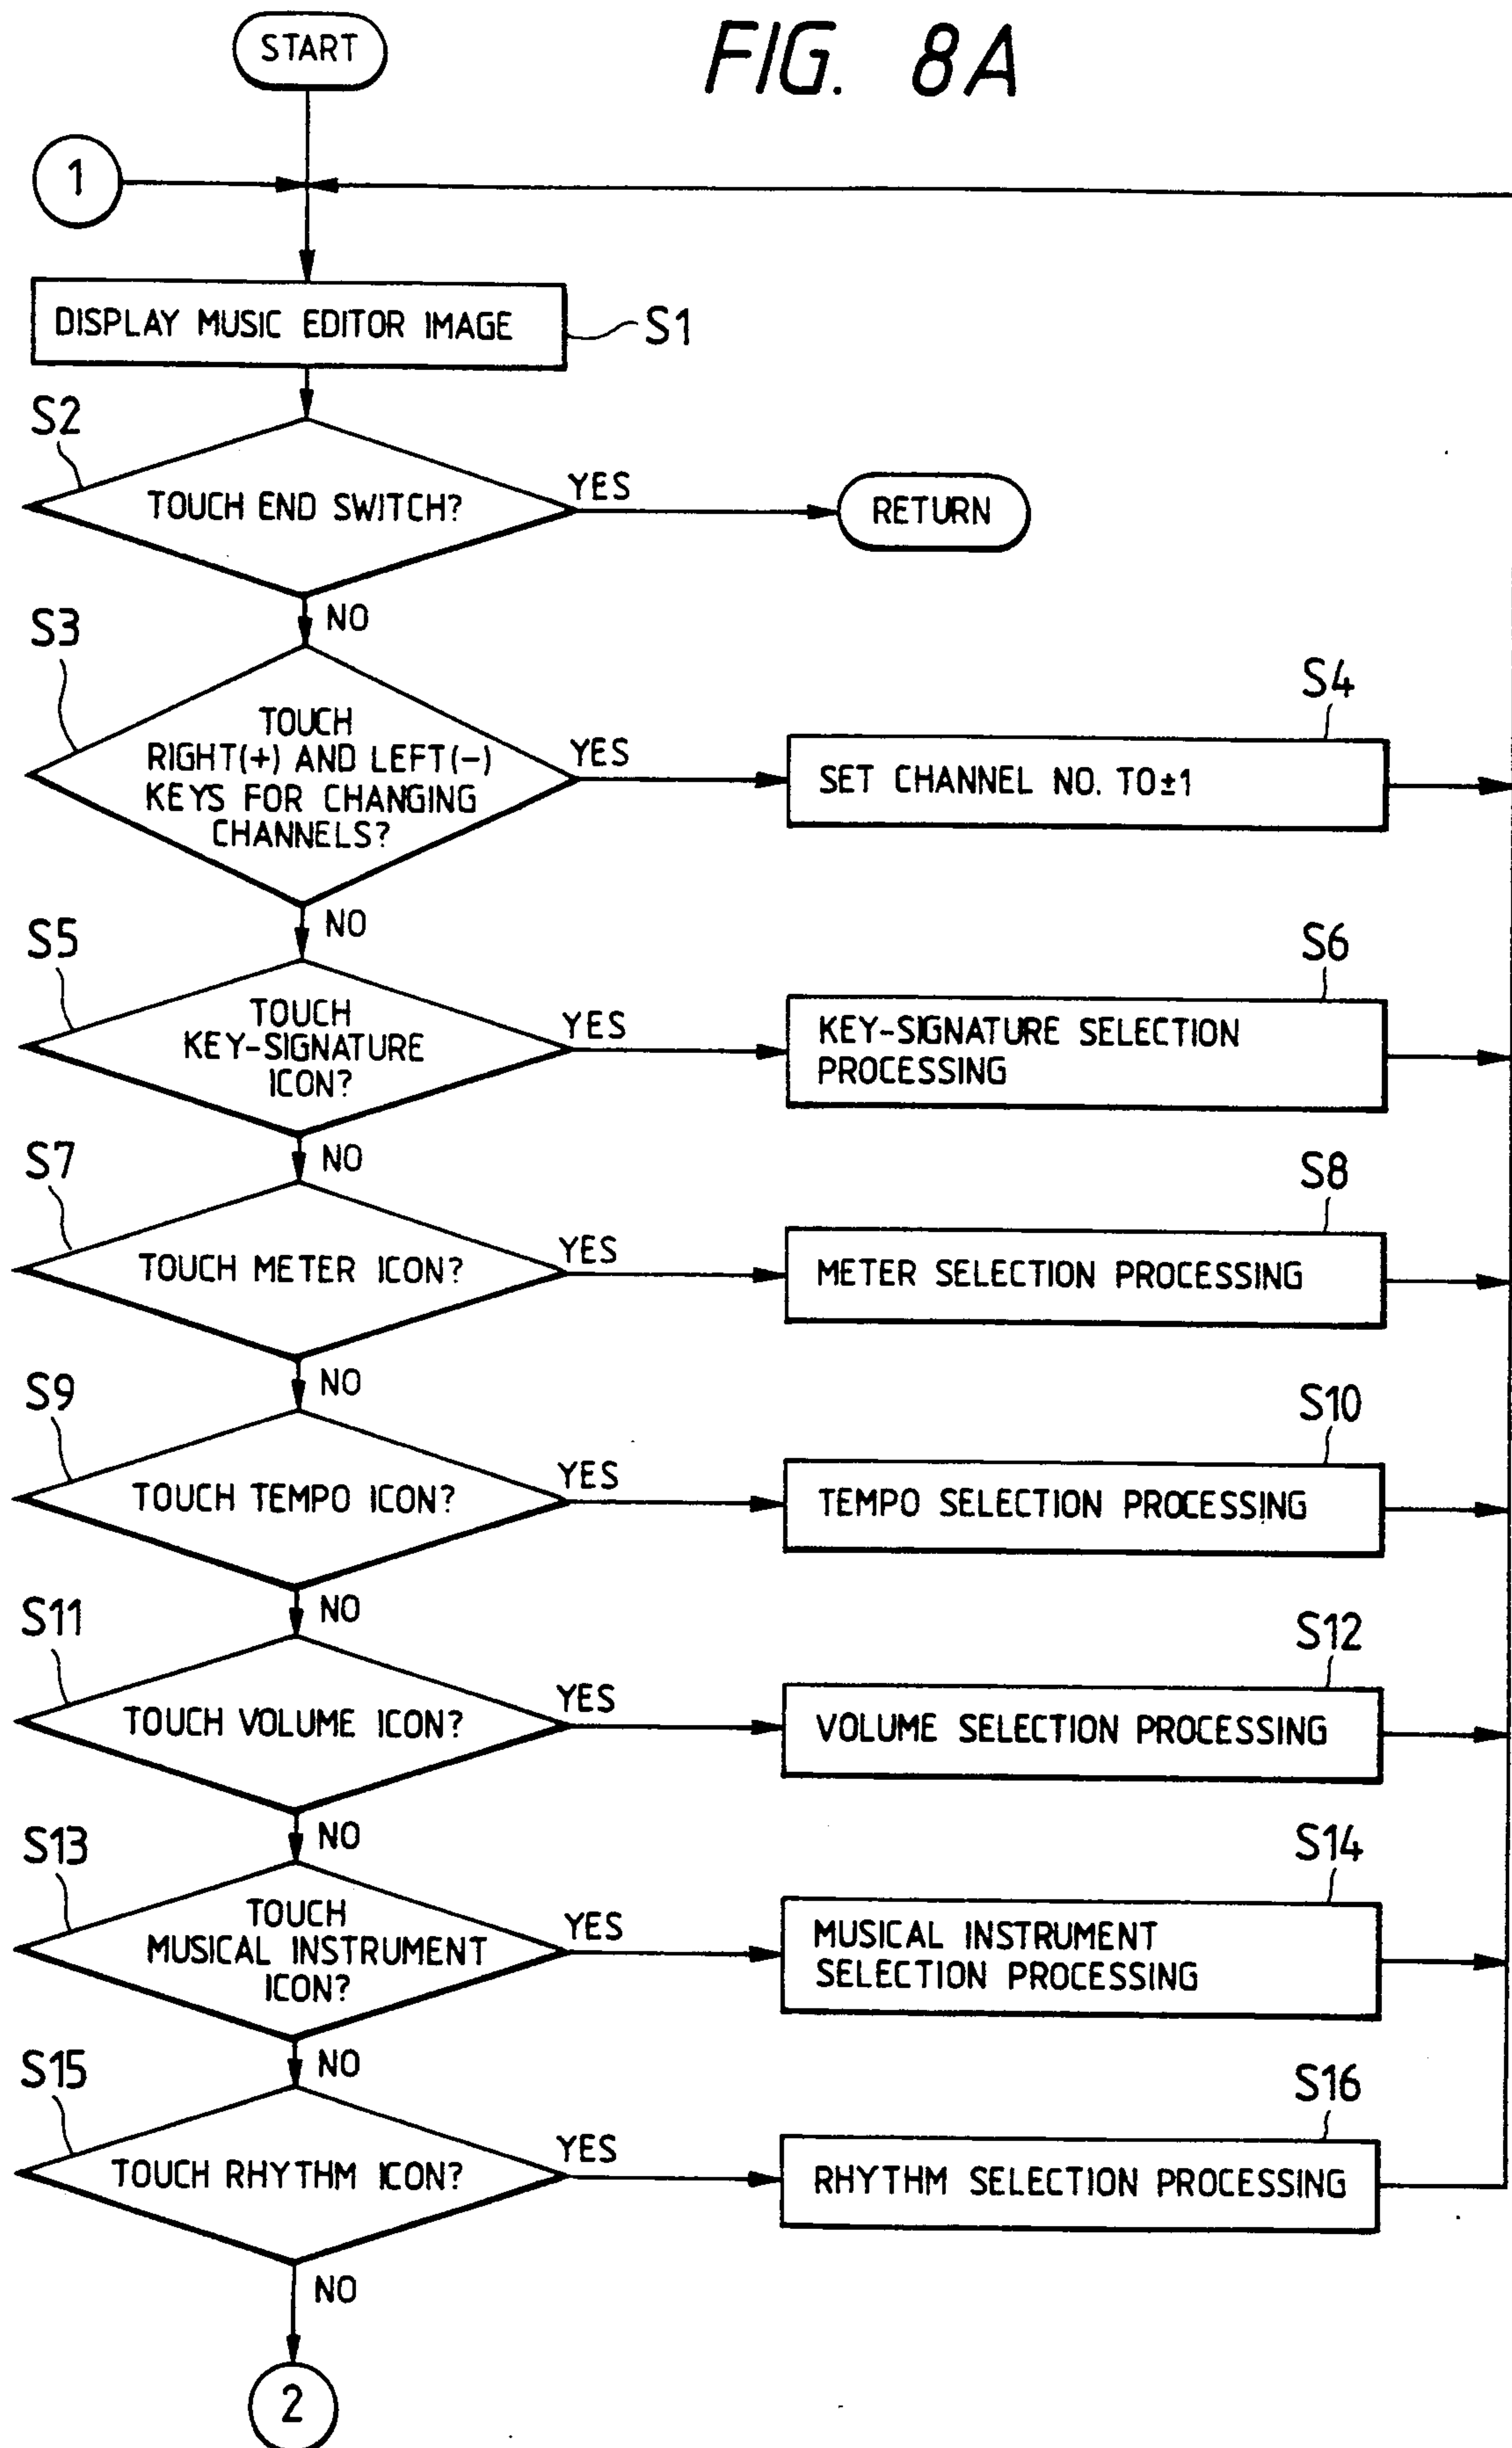 FIG. 8A
START
1
DISPLAY MUSIC EDITOR IMAGE
S1
S2
TOUCH END SWITCH?
YES
RETURN
NO
S3
TOUCH
RIGHT(+) AND LEFT(-)
KEYS FOR CHANGING
CHANNELS?
YES
S4
SET CHANNEL NO. TO±1
NO
S5
TOUCH
KEY-SIGNATURE
ICON?
YES
S6
KEY-SIGNATURE SELECTION
PROCESSING
NO
S7
TOUCH METER ICON?
YES
S8
METER SELECTION PROCESSING
NO
S9
TOUCH TEMPO ICON?
YES
S10
TEMPO SELECTION PROCESSING
NO
S11
TOUCH VOLUME ICON?
YES
S12
VOLUME SELECTION PROCESSING
NO
S13
TOUCH
MUSICAL INSTRUMENT
ICON?
YES
S14
MUSICAL INSTRUMENT
SELECTION PROCESSING
NO
S15
TOUCH RHYTHM ICON?
YES
S16
RHYTHM SELECTION PROCESSING
NO
2